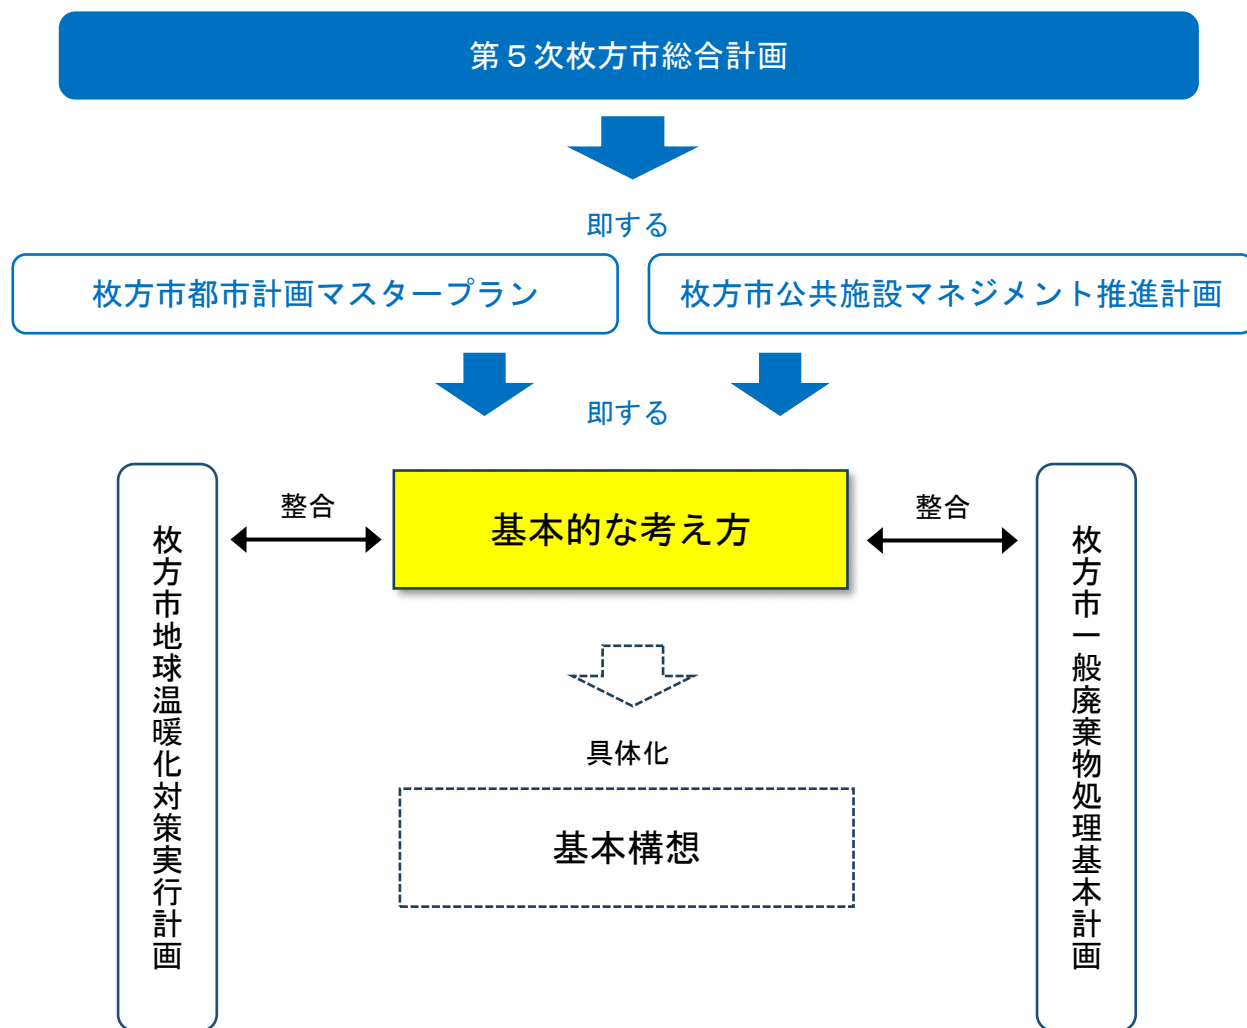 第５次枚方市総合計画
即する
枚方市都市計画マスタープラン
枚方市公共施設マネジメント推進計画
即する
枚方市地球温暖化対策実行計画
整合
基本的な考え方
整合
枚方市一般廃棄物処理基本計画
具体化
基本構想